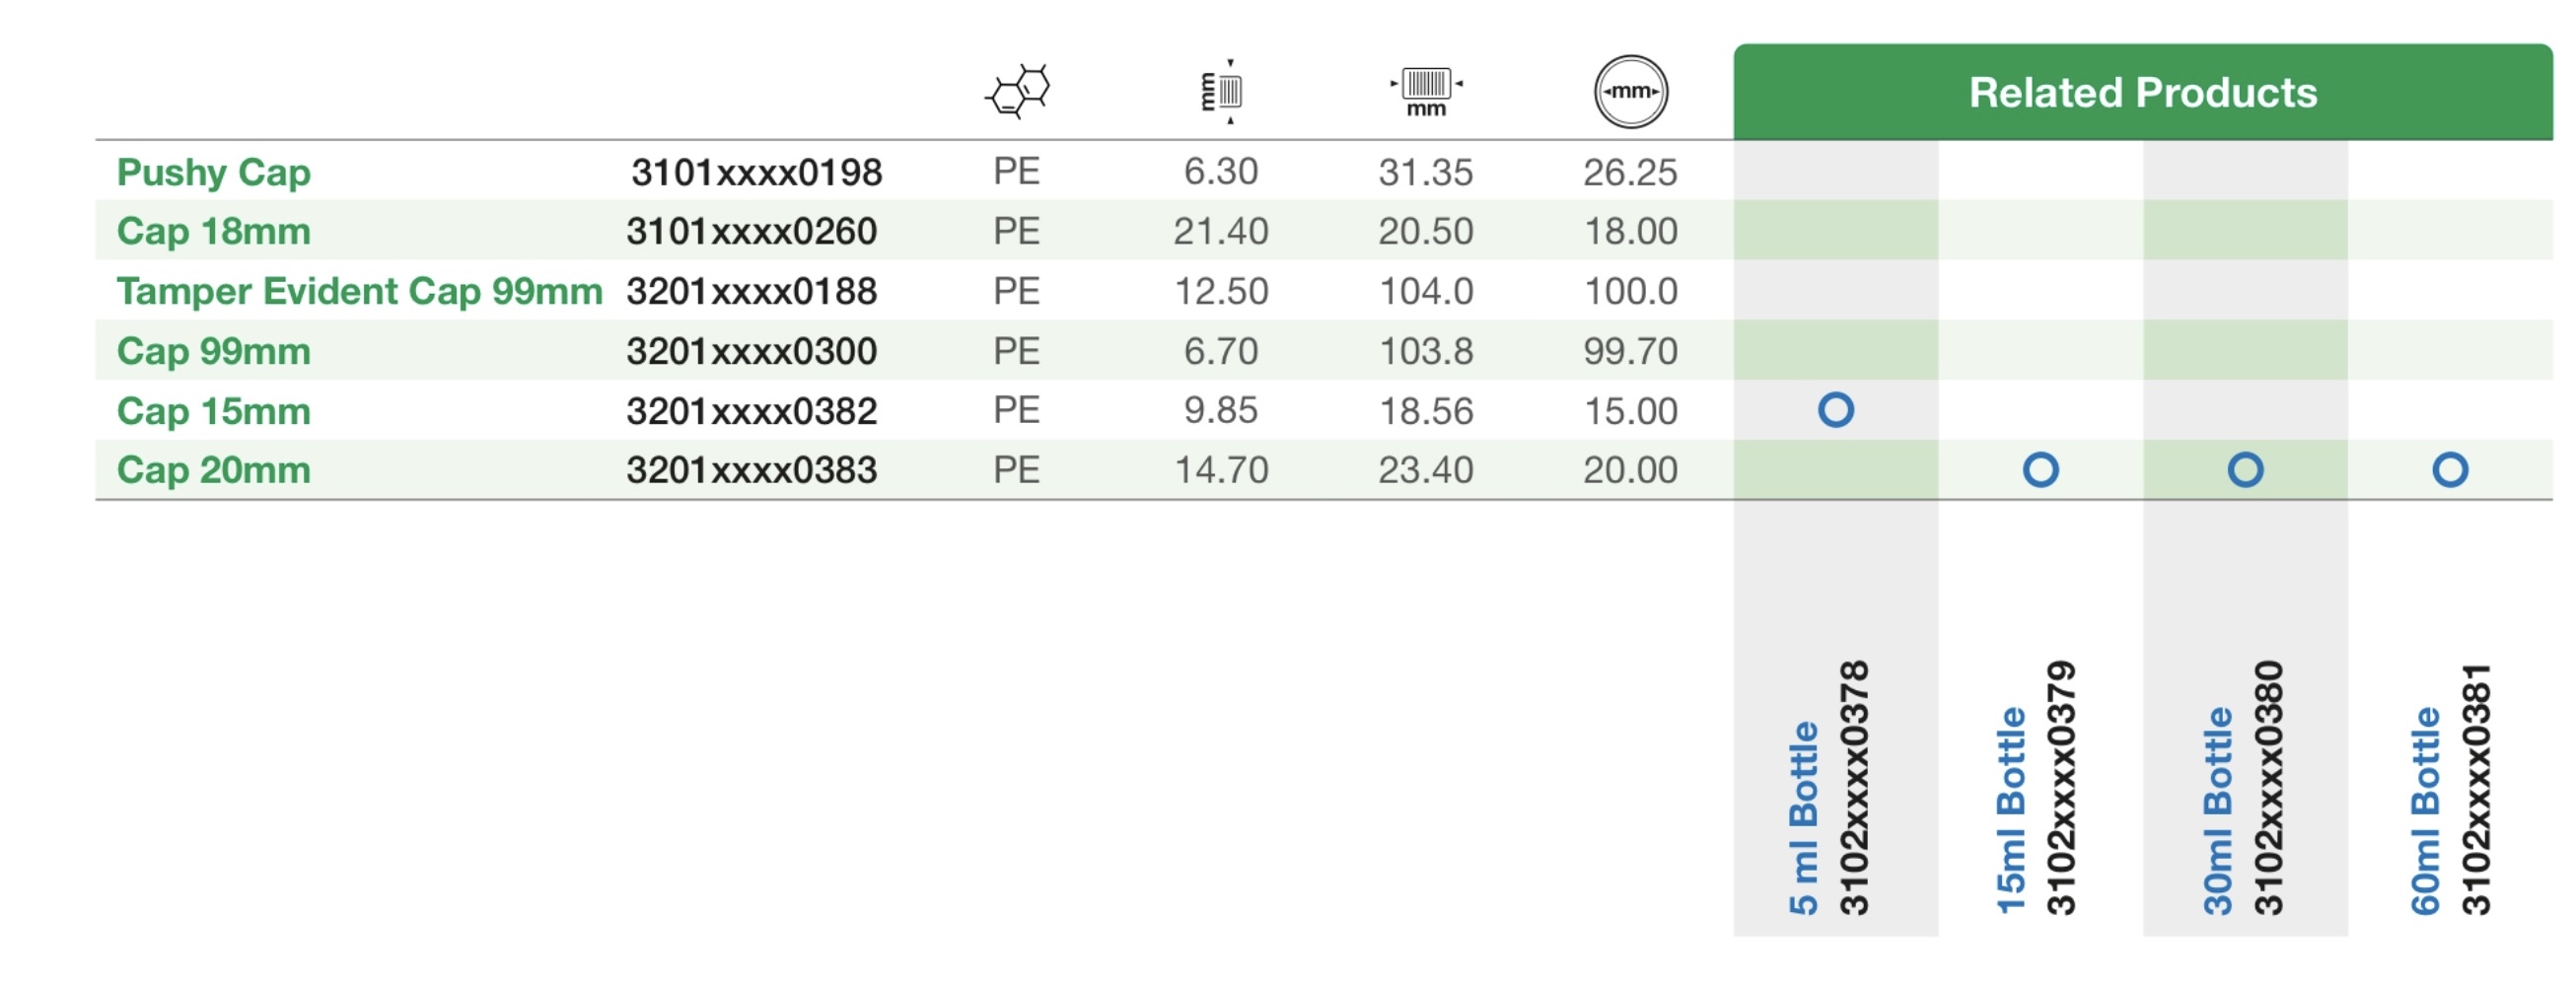 mm mm mm Related Products
Pushy Cap 3101xxxx0198 PE 6.30 31.35 26.25
Cap 18mm 3101xxxx0260 PE 21.40 20.50 18.00
Tamper Evident Cap 99mm 3201xxxx0188 PE 12.50 104.0 100.0
Cap 99mm 3201xxxx0300 PE 6.70 103.8 99.70
Cap 15mm 3201xxxx0382 PE 9.85 18.56 15.00
Cap 20mm 3201xxxx0383 PE 14.70 23.40 20.00
5 ml Bottle
3102xxxx0378
15ml Bottle
3102xxxx0379
30ml Bottle
3102xxxx0380
60ml Bottle
3102xxxx0381